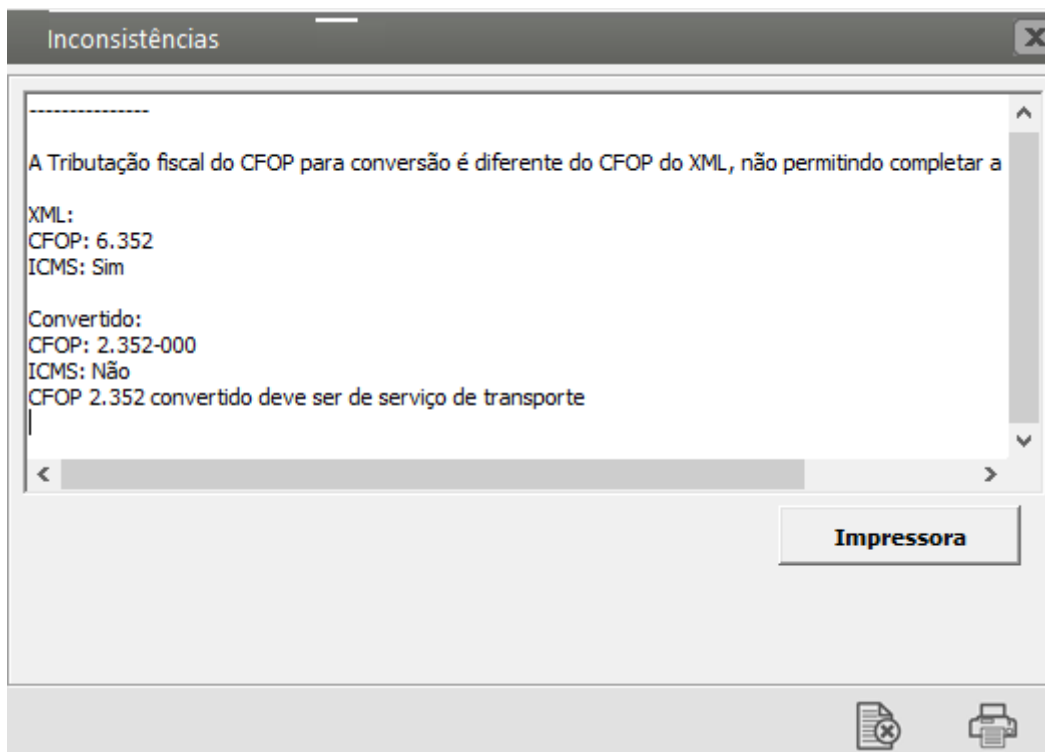 Inconsistências
---------------
A Tributação fiscal do CFOP para conversão é diferente do CFOP do XML, não permitindo completar a
XML:
CFOP: 6.352
ICMS: Sim
Convertido:
CFOP: 2.352-000
ICMS: Não
CFOP 2.352 convertido deve ser de serviço de transporte
Impressora